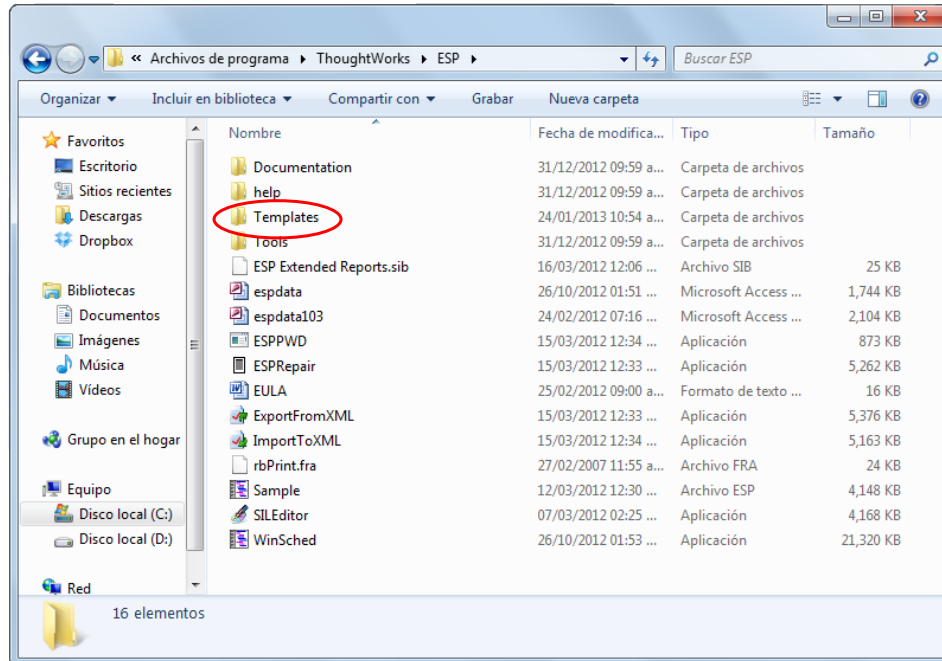 « Archivos de programa ThoughtWorks ESP Buscar ESP
Organizar Incluir en biblioteca Compartir con Grabar Nueva carpeta
Favoritos
Escritorio
Sitios recientes
Descargas
Dropbox
Bibliotecas
Documentos
Imágenes
Música
Vídeos
Grupo en el hogar
Equipo
Disco local (C:)
Disco local (D:)
Red
Nombre Fecha de modifica... Tipo Tamaño
Documentation 31/12/2012 09:59 a... Carpeta de archivos
help 31/12/2012 09:59 a... Carpeta de archivos
Templates 24/01/2013 10:54 a... Carpeta de archivos
Tools 31/12/2012 09:59 a... Carpeta de archivos
ESP Extended Reports.sib 16/03/2012 12:06 ... Archivo SIB 25 KB
espdata 26/10/2012 01:51 ... Microsoft Access ... 1,744 KB
espdata103 24/02/2012 07:16 ... Microsoft Access ... 2,104 KB
ESPPWD 15/03/2012 12:34 ... Aplicación 873 KB
ESPRepair 15/03/2012 12:33 ... Aplicación 5,262 KB
EULA 25/02/2012 09:00 a... Formato de texto ... 16 KB
ExportFromXML 15/03/2012 12:33 ... Aplicación 5,376 KB
ImportToXML 15/03/2012 12:34 ... Aplicación 5,163 KB
rbPrint.fra 27/02/2007 11:55 a... Archivo FRA 24 KB
Sample 12/03/2012 12:30 ... Archivo ESP 4,148 KB
SILEditor 07/03/2012 02:25 ... Aplicación 4,168 KB
WinSched 26/10/2012 01:53 ... Aplicación 21,320 KB
16 elementos